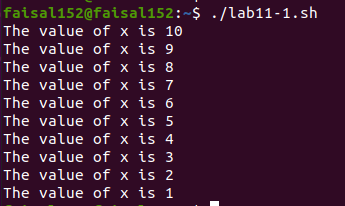 faisal152@faisal152:~$ ./lab11-1.sh
The value of x is 10
The value of x is 9
The value of x is 8
The value of x is 7
The value of x is 6
The value of x is 5
The value of x is 4
The value of x is 3
The value of x is 2
The value of x is 1